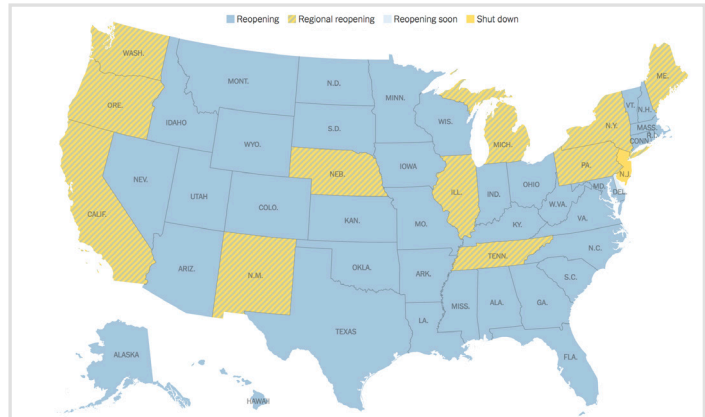 Reopening Regional reopening Reopening soon Shut down
WASH.
ME.
MONT.
N.D.
MINN.
VT.
N.H.
ORE.
IDAHO
S.D.
WIS.
MICH.
N.Y.
MASS.
R.I.
CONN.
WYO.
IOWA
PA.
N.J.
NEB.
NEV.
ILL.
IND.
OHIO
MD.
DEL.
UTAH
COLO.
W.VA.
VA.
CALIF.
KAN.
MO.
KY.
N.C.
TENN.
ARIZ.
N.M.
OKLA.
ARK.
S.C.
MISS.
ALA.
GA.
TEXAS
LA.
ALASKA
FLA.
HAWAII